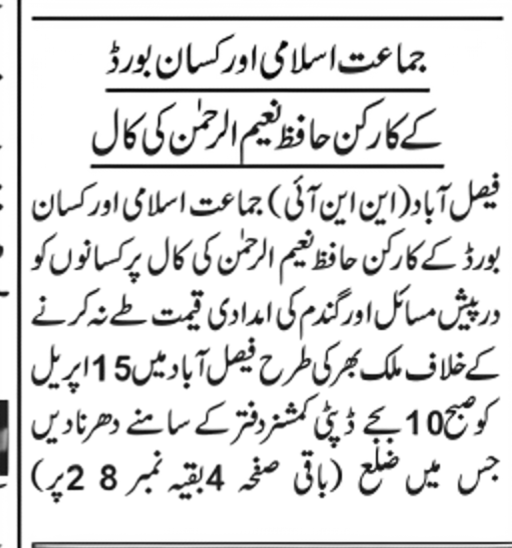 جماعت اسلامی اور کسان بورڈ
کے کارکن حافظ نعیم الرحمٰن کی کال
فیصل آباد (این این آئی) جماعت اسلامی اور کسان
بورڈ کے کارکن حافظ نعیم الرحمٰن کی کال پر کسانوں کو
درپیش مسائل اور گندم کی امدادی قیمت طے نہ کرنے
کے خلاف ملک بھر کی طرح فیصل آباد میں 15 اپریل
کو صبح 10 بجے ڈپٹی کمشنر دفتر کے سامنے دھرنا دیں
جس میں ضلع (باقی صفحہ 4 بقیہ نمبر 28 پر)